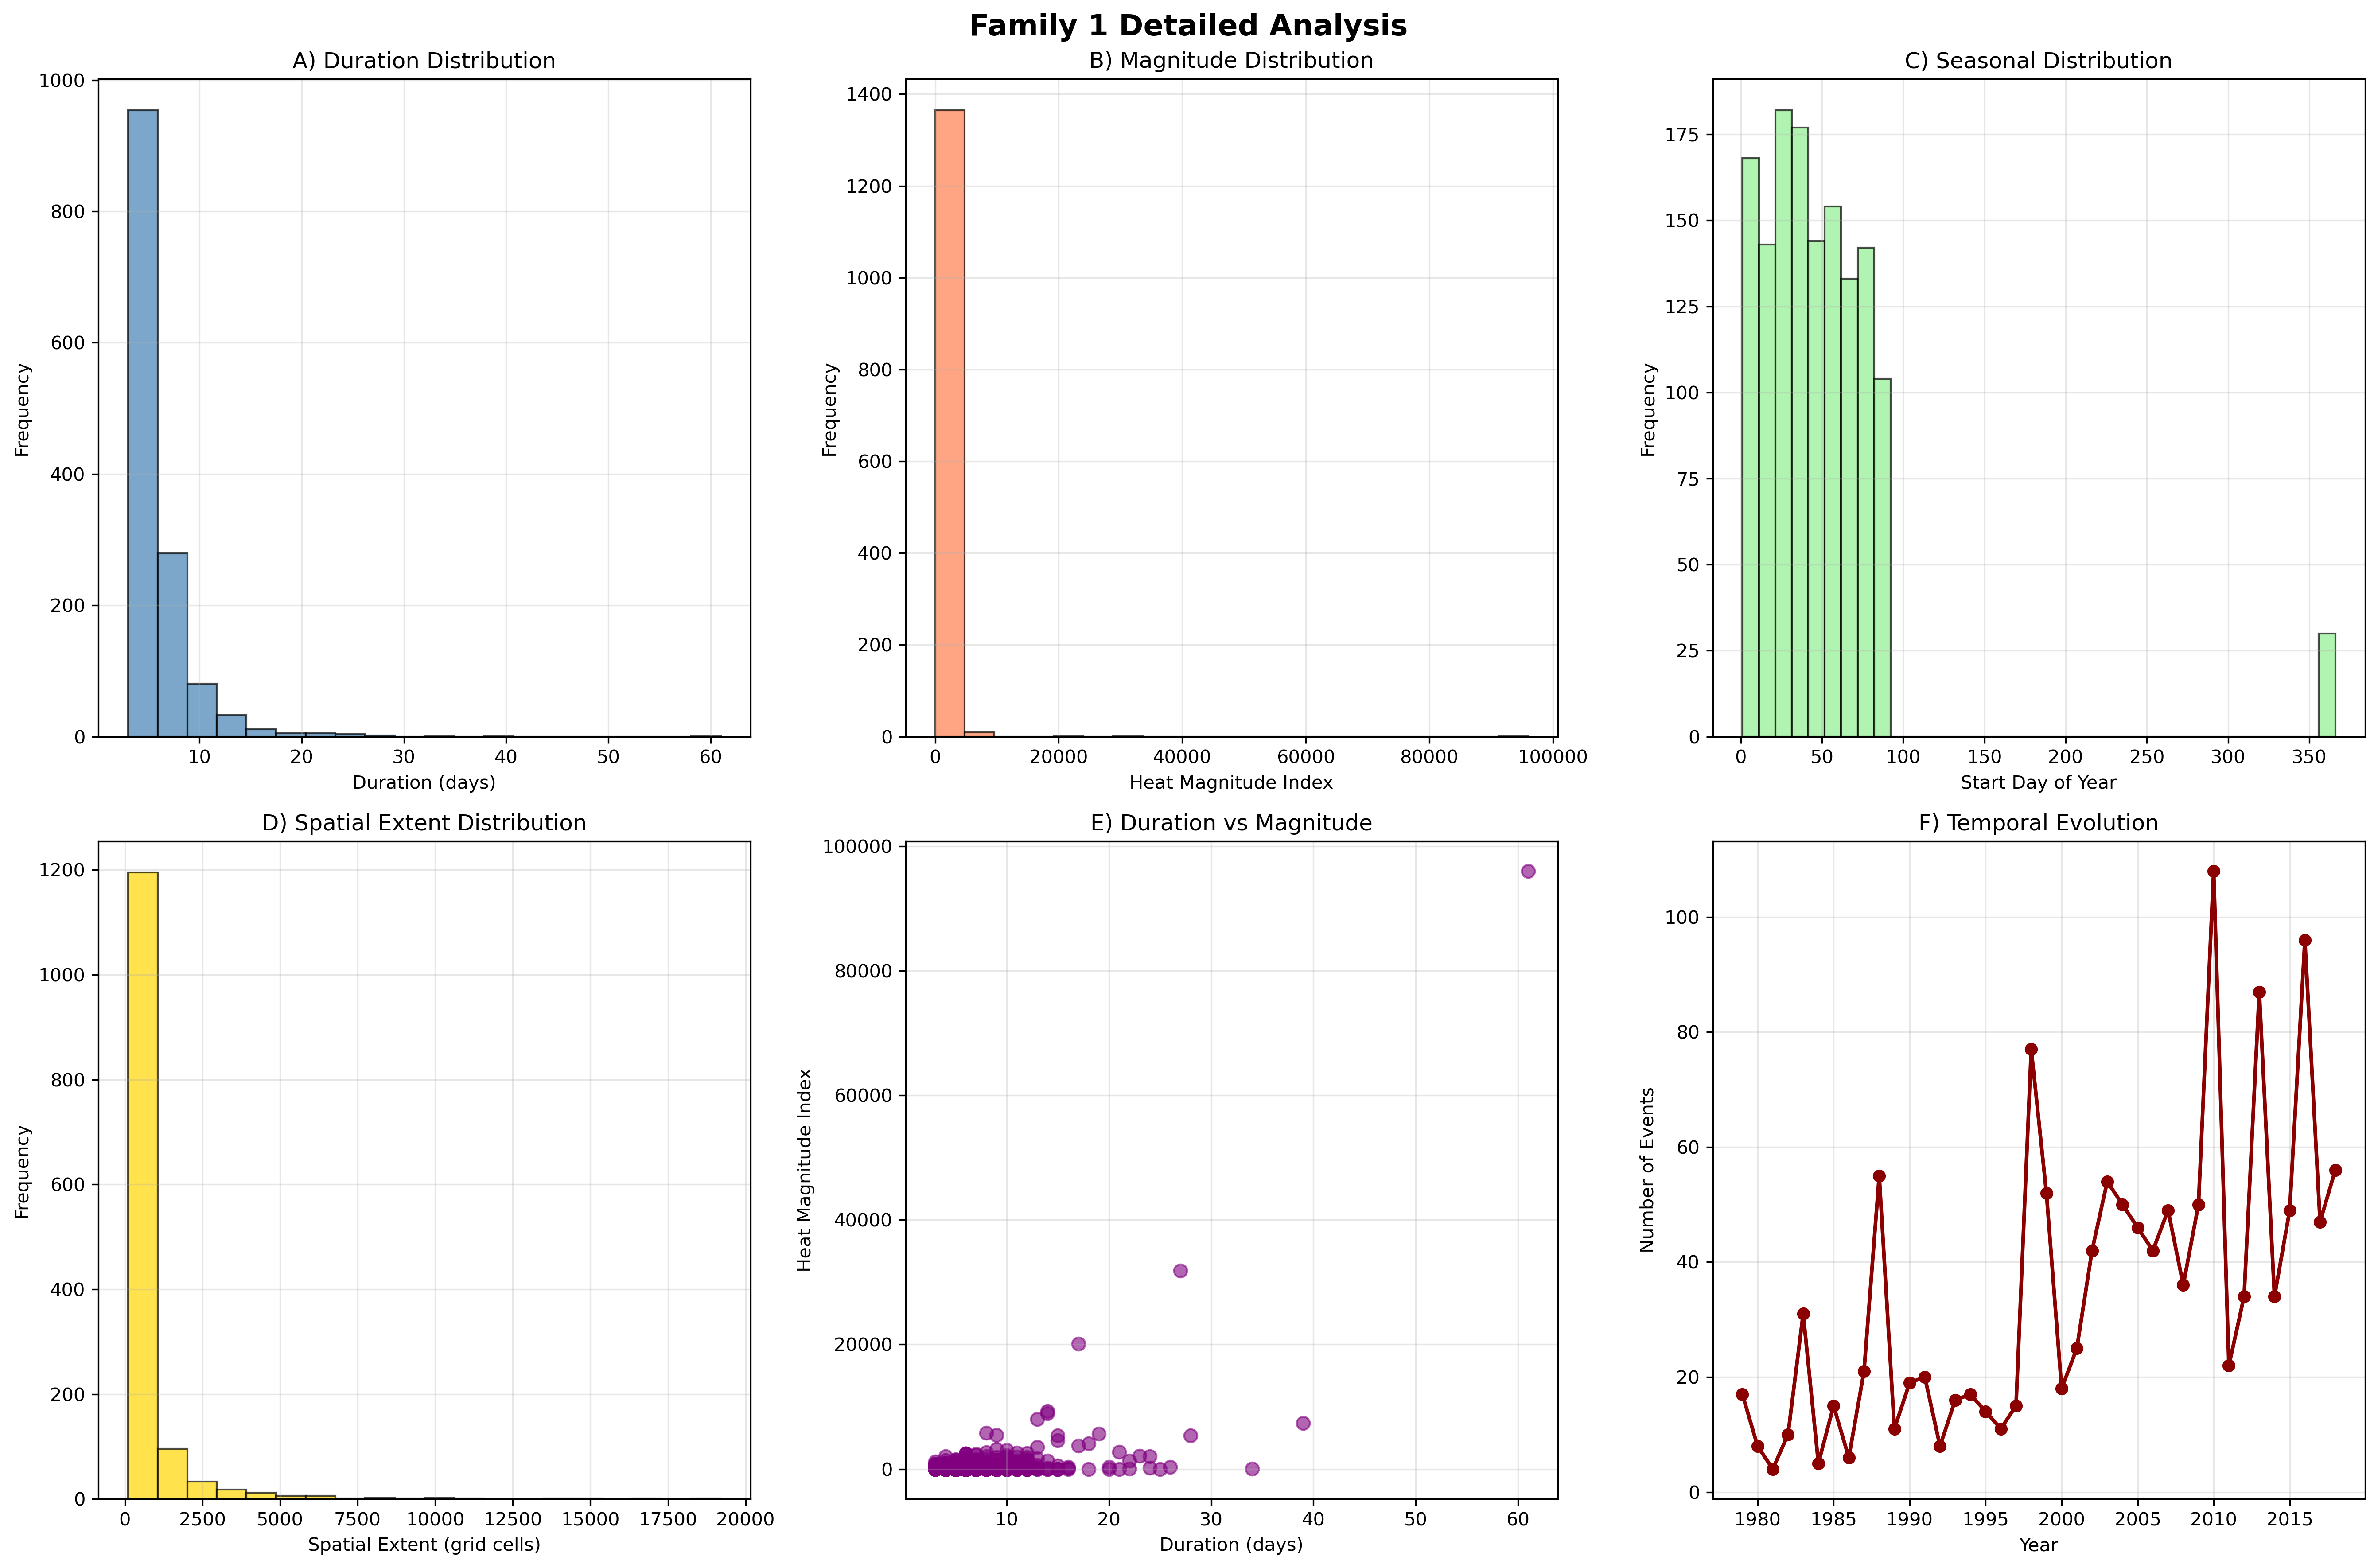 Family 1 Detailed Analysis
A) Duration Distribution
1000
800
600
400
200
0
Frequency
10 20 30 40 50 60
Duration (days)
B) Magnitude Distribution
1400
1200
1000
800
600
400
200
0
Frequency
0 20000 40000 60000 80000 100000
Heat Magnitude Index
C) Seasonal Distribution
175
150
125
100
75
50
25
0
Frequency
0 50 100 150 200 250 300 350
Start Day of Year
D) Spatial Extent Distribution
1200
1000
800
600
400
200
0
Frequency
0 2500 5000 7500 10000 12500 15000 17500 20000
Spatial Extent (grid cells)
E) Duration vs Magnitude
100000
80000
60000
40000
20000
0
Heat Magnitude Index
10 20 30 40 50 60
Duration (days)
F) Temporal Evolution
100
80
60
40
20
0
Number of Events
1980 1985 1990 1995 2000 2005 2010 2015
Year